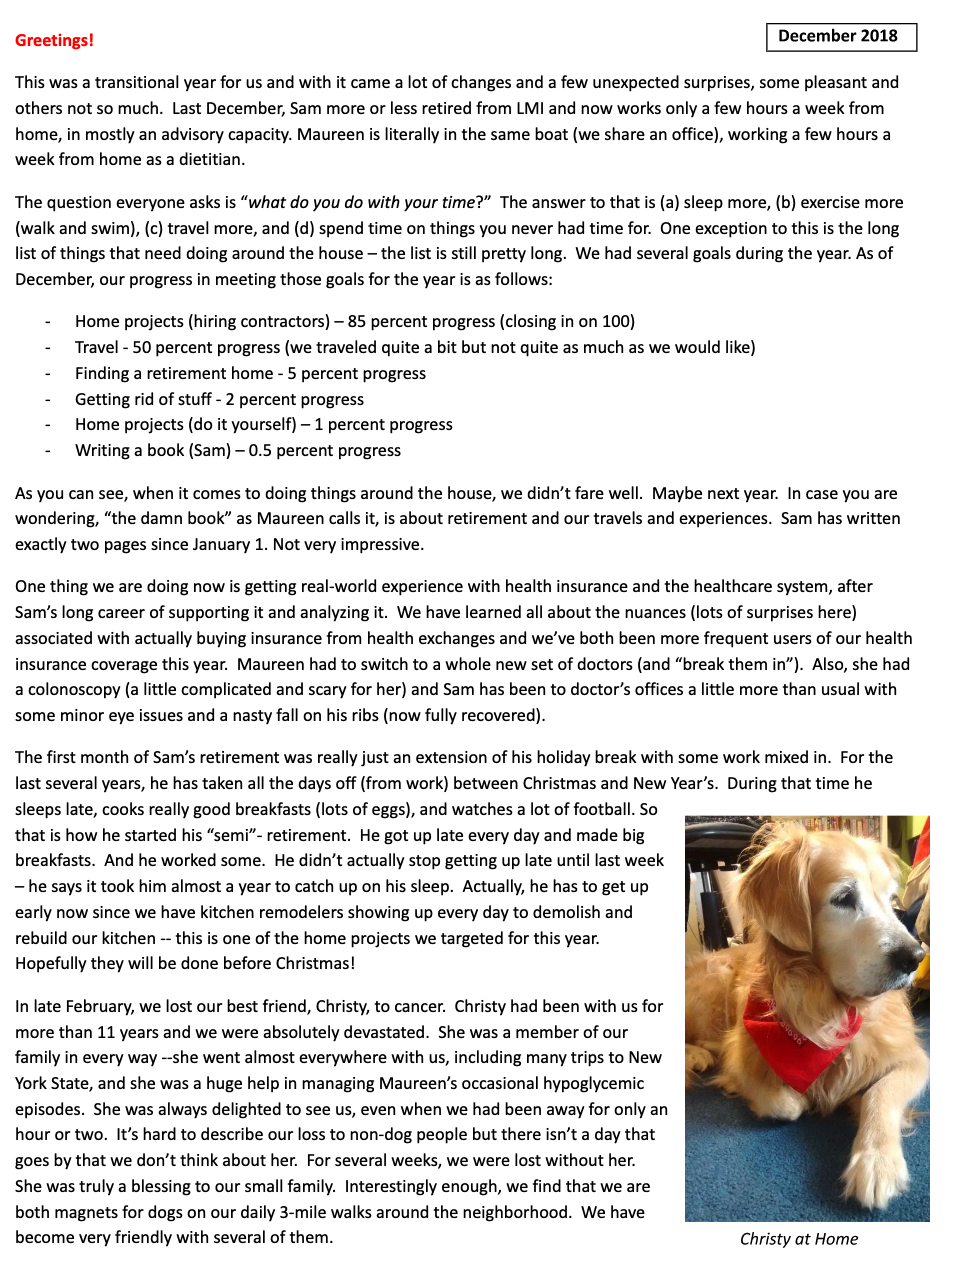 Greetings!
December 2018
This was a transitional year for us and with it came a lot of changes and a few unexpected surprises, some pleasant and
others not so much.  Last December, Sam more or less retired from LMI and now works only a few hours a week from
home, in mostly an advisory capacity. Maureen is literally in the same boat (we share an office), working a few hours a
week from home as a dietitian.
The question everyone asks is “what do you do with your time?”  The answer to that is (a) sleep more, (b) exercise more
(walk and swim), (c) travel more, and (d) spend time on things you never had time for.  One exception to this is the long
list of things that need doing around the house – the list is still pretty long.  We had several goals during the year. As of
December, our progress in meeting those goals for the year is as follows:
- Home projects (hiring contractors) – 85 percent progress (closing in on 100)
- Travel - 50 percent progress (we traveled quite a bit but not quite as much as we would like)
- Finding a retirement home - 5 percent progress
- Getting rid of stuff - 2 percent progress
- Home projects (do it yourself) – 1 percent progress
- Writing a book (Sam) – 0.5 percent progress
As you can see, when it comes to doing things around the house, we didn’t fare well.  Maybe next year.  In case you are
wondering, “the damn book” as Maureen calls it, is about retirement and our travels and experiences.  Sam has written
exactly two pages since January 1. Not very impressive.
One thing we are doing now is getting real-world experience with health insurance and the healthcare system, after
Sam’s long career of supporting it and analyzing it.  We have learned all about the nuances (lots of surprises here)
associated with actually buying insurance from health exchanges and we’ve both been more frequent users of our health
insurance coverage this year.  Maureen had to switch to a whole new set of doctors (and “break them in”).  Also, she had
a colonoscopy (a little complicated and scary for her) and Sam has been to doctor’s offices a little more than usual with
some minor eye issues and a nasty fall on his ribs (now fully recovered).
The first month of Sam’s retirement was really just an extension of his holiday break with some work mixed in.  For the
last several years, he has taken all the days off (from work) between Christmas and New Year’s.  During that time he
sleeps late, cooks really good breakfasts (lots of eggs), and watches a lot of football. So
that is how he started his “semi”- retirement.  He got up late every day and made big
breakfasts.  And he worked some.  He didn’t actually stop getting up late until last week
– he says it took him almost a year to catch up on his sleep.  Actually, he has to get up
early now since we have kitchen remodelers showing up every day to demolish and
rebuild our kitchen -- this is one of the home projects we targeted for this year.
Hopefully they will be done before Christmas!
In late February, we lost our best friend, Christy, to cancer.  Christy had been with us for
more than 11 years and we were absolutely devastated.  She was a member of our
family in every way --she went almost everywhere with us, including many trips to New
York State, and she was a huge help in managing Maureen’s occasional hypoglycemic
episodes.  She was always delighted to see us, even when we had been away for only an
hour or two.  It’s hard to describe our loss to non-dog people but there isn’t a day that
goes by that we don’t think about her.  For several weeks, we were lost without her.
She was truly a blessing to our small family.  Interestingly enough, we find that we are
both magnets for dogs on our daily 3-mile walks around the neighborhood.  We have
become very friendly with several of them.
Christy at Home